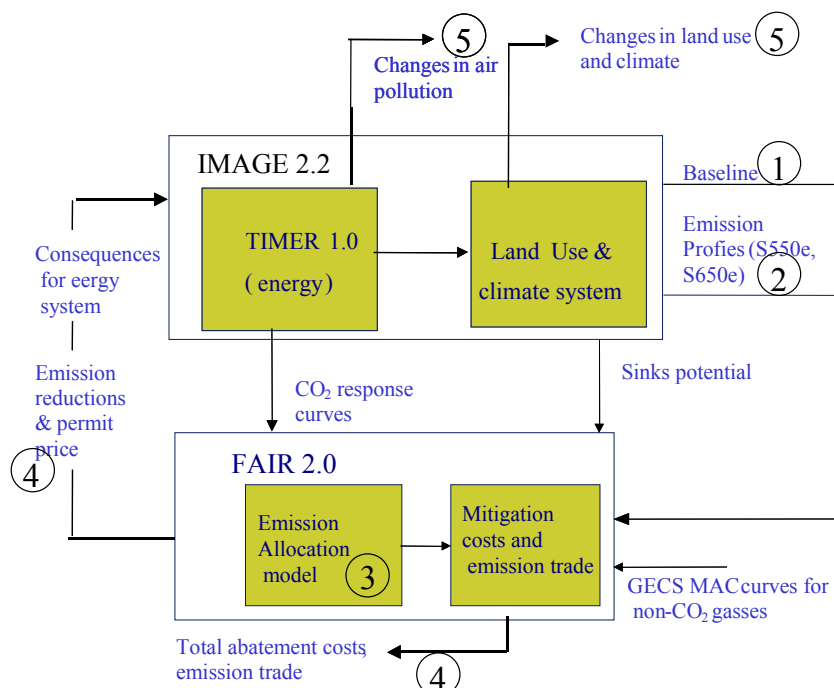 5
Changes in air
pollution
Changes in land use
and climate
5
IMAGE 2.2
TIMER 1.0
( energy)
Land Use &
climate system
Baseline
1
Emission
Profies (S550e,
S650e)
2
Consequences
for eergy
system
Emission
reductions
& permit
price
4
CO₂ response
curves
Sinks potential
FAIR 2.0
Emission
Allocation
model
3
Mitigation
costs and
emission trade
GECS MAC curves for
non-CO₂ gasses
Total abatement costs,
emission trade
4